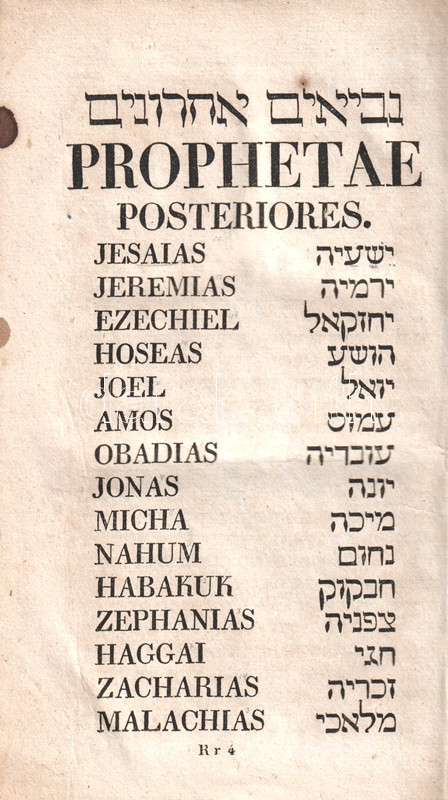 נביאים אחרונים
PROPHETAE
POSTERIORES.
JESAIAS ישעיה
JEREMIAS ירמיה
EZECHIEL יחזקאל
HOSEAS הושע
JOEL יואל
AMOS עמוס
OBADIAS עובדיה
JONAS יונה
MICHA מיכה
NAHUM נחום
HABAKUK חבקוק
ZEPHANIAS צפניה
HAGGAI חגי
ZACHARIAS זכריה
MALACHIAS מלאכי
Rr 4